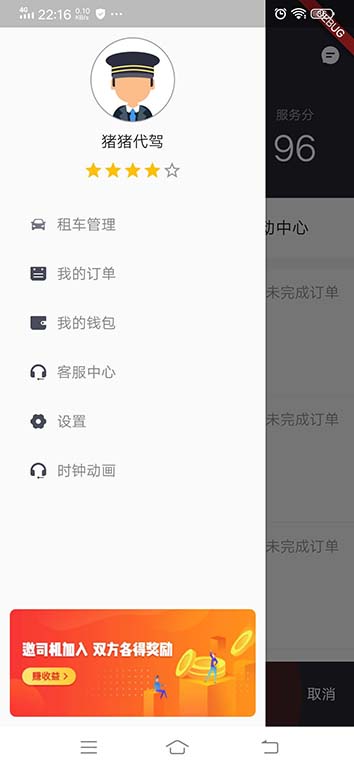 4G 22:16 0.10 KB/s ···
DEBUG
猪猪代驾
服务分
96
租车管理
动中心
我的订单
未完成订单
我的钱包
客服中心
设置
未完成订单
时钟动画
未完成订单
邀司机加入 双方各得奖励
赚收益 >
取消